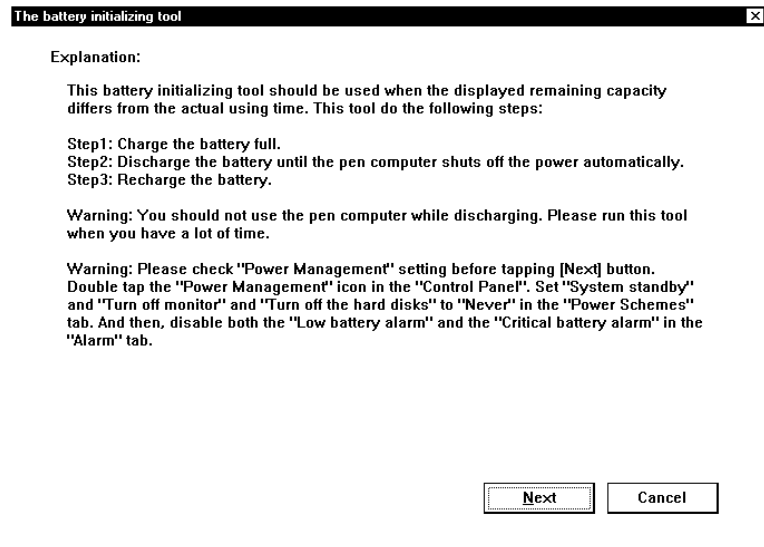 The battery initializing tool
Explanation:
This battery initializing tool should be used when the displayed remaining capacity
differs from the actual using time. This tool do the following steps:
Step1: Charge the battery full.
Step2: Discharge the battery until the pen computer shuts off the power automatically.
Step3: Recharge the battery.
Warning: You should not use the pen computer while discharging. Please run this tool
when you have a lot of time.
Warning: Please check "Power Management" setting before tapping [Next] button.
Double tap the "Power Management" icon in the "Control Panel". Set "System standby"
and "Turn off monitor" and "Turn off the hard disks" to "Never" in the "Power Schemes"
tab. And then, disable both the "Low battery alarm" and the "Critical battery alarm" in the
"Alarm" tab.
Next Cancel